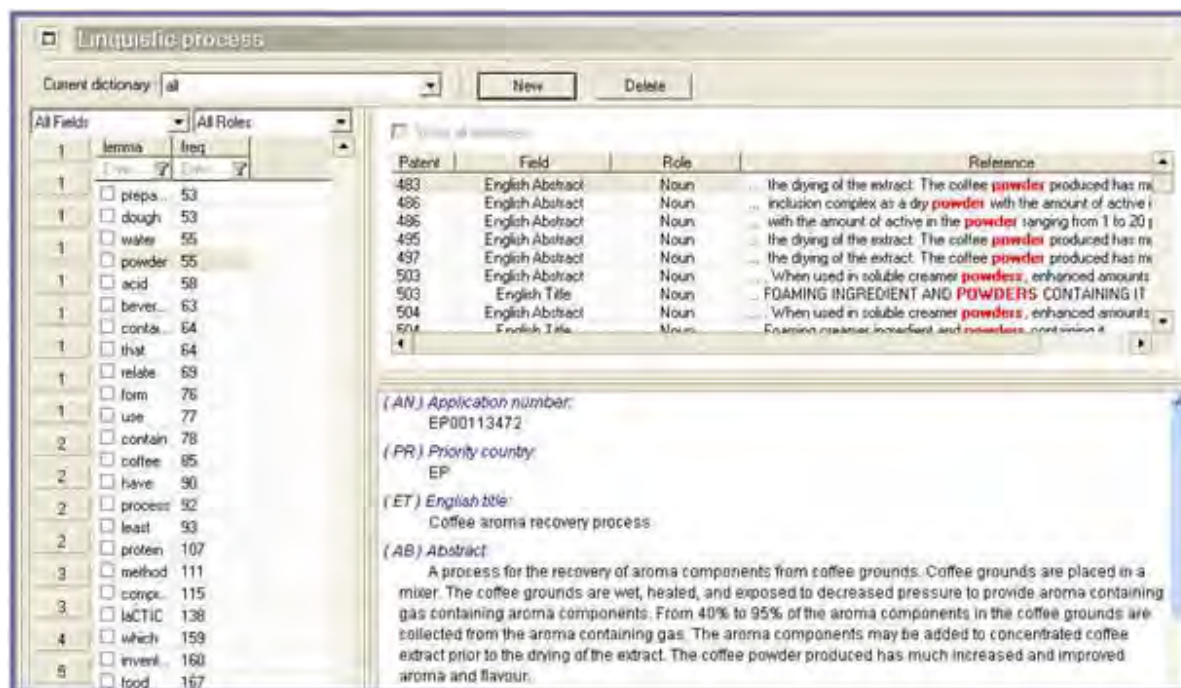 Linguistic process
Current dictionary all New Delete
All Fields All Roles
lemma freq
1
1 prepa... 53
1 dough 53
1 water 55
1 powder 55
1 acid 58
1 bever... 63
1 contai... 64
1 that 64
1 relate 69
1 form 76
1 use 77
2 contain 78
2 coffee 85
2 have 90
2 process 92
2 least 93
3 protein 107
3 method 111
4 compr... 115
5 laCTIC 138
which 159
invent... 160
food 167
Patent Field Role Reference
483 English Abstract Noun ... the drying of the extract. The coffee powder produced has m
486 English Abstract Noun ... inclusion complex as a dry powder with the amount of active i
486 English Abstract Noun ... with the amount of active in the powder ranging from 1 to 20 p
495 English Abstract Noun ... the drying of the extract. The coffee powder produced has m
497 English Abstract Noun ... the drying of the extract. The coffee powder produced has m
503 English Abstract Noun ... When used in soluble creamer powders, enhanced amounts
503 English Title Noun ... FOAMING INGREDIENT AND POWDERS CONTAINING IT
504 English Abstract Noun ... When used in soluble creamer powders, enhanced amounts
504 English Title Noun Foaming creamer ingredient and powders containing it
( AN ) Application number:
EP00113472
( PR ) Priority country:
EP
( ET ) English title:
Coffee aroma recovery process
( AB ) Abstract:
A process for the recovery of aroma components from coffee grounds. Coffee grounds are placed in a
mixer. The coffee grounds are wet, heated, and exposed to decreased pressure to provide aroma containing
gas containing aroma components. From 40% to 95% of the aroma components in the coffee grounds are
collected from the aroma containing gas. The aroma components may be added to concentrated coffee
extract prior to the drying of the extract. The coffee powder produced has much increased and improved
aroma and flavour.